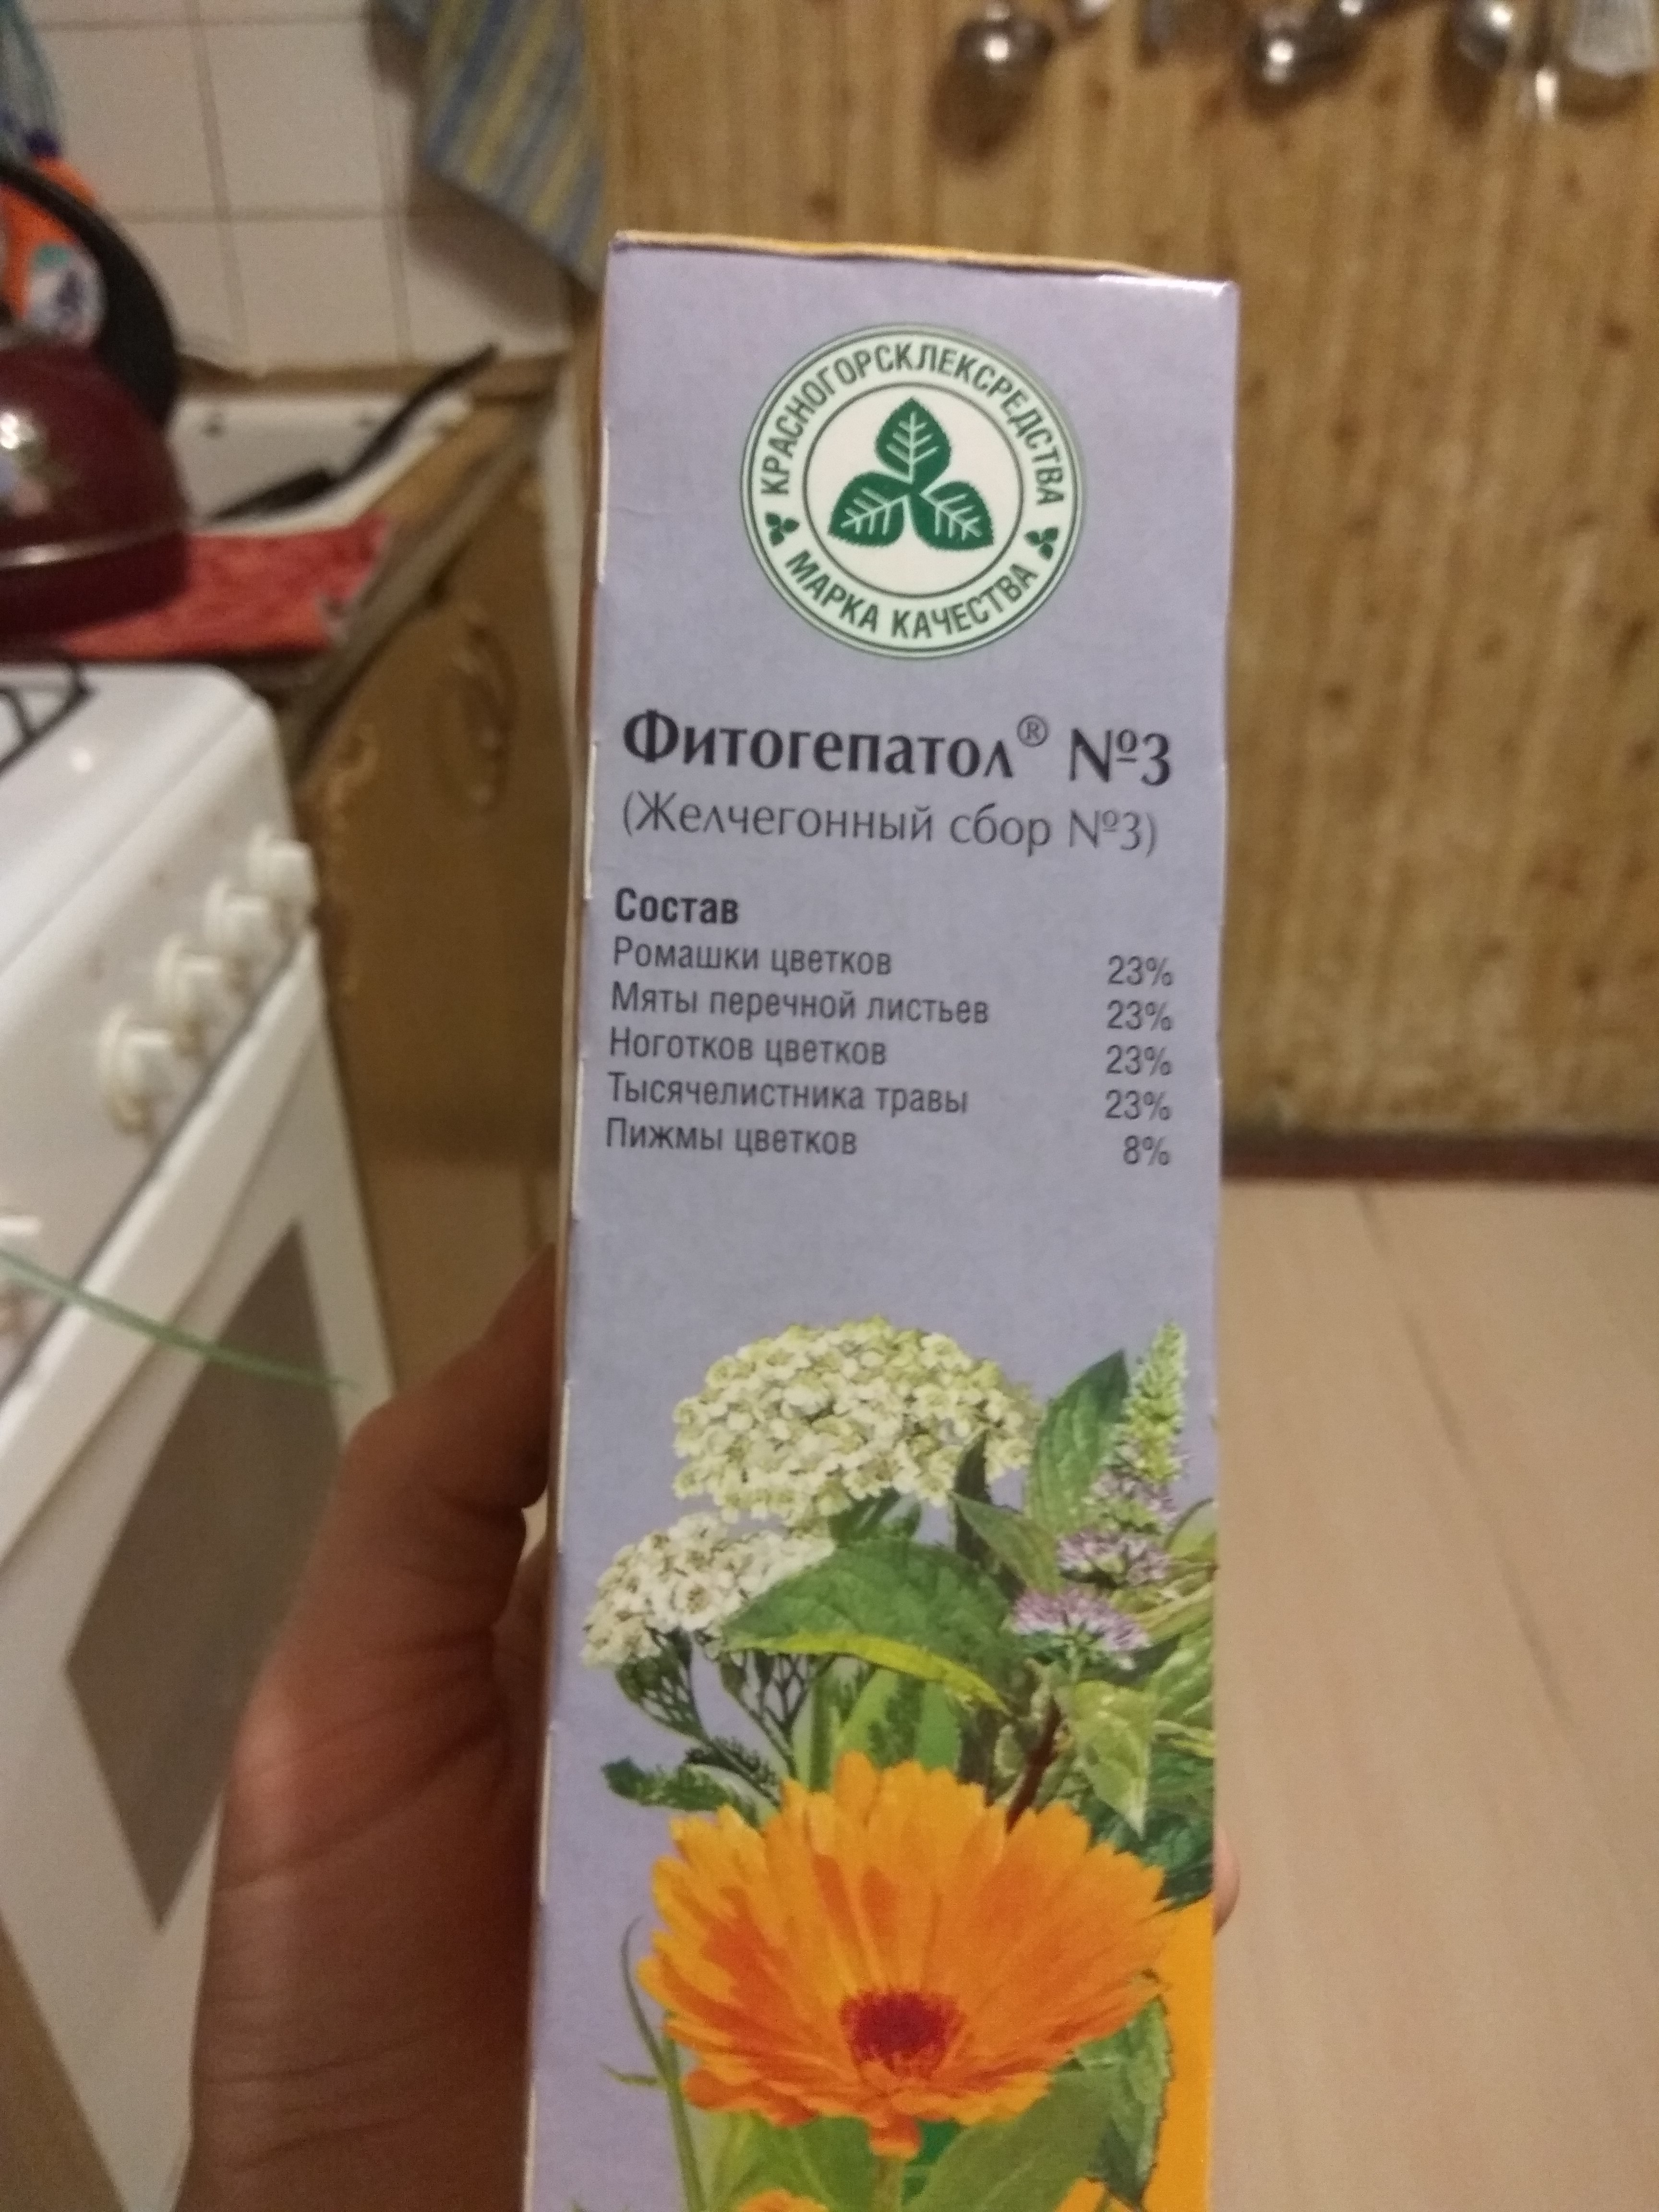 КРАСНОГОРСКЛЕКСРЕДСТВА
МАРКА КАЧЕСТВА
Фитогепатол® №3
(Желчегонный сбор №3)
Состав
Ромашки цветков 23%
Мяты перечной листьев 23%
Ноготков цветков 23%
Тысячелистника травы 23%
Пижмы цветков 8%